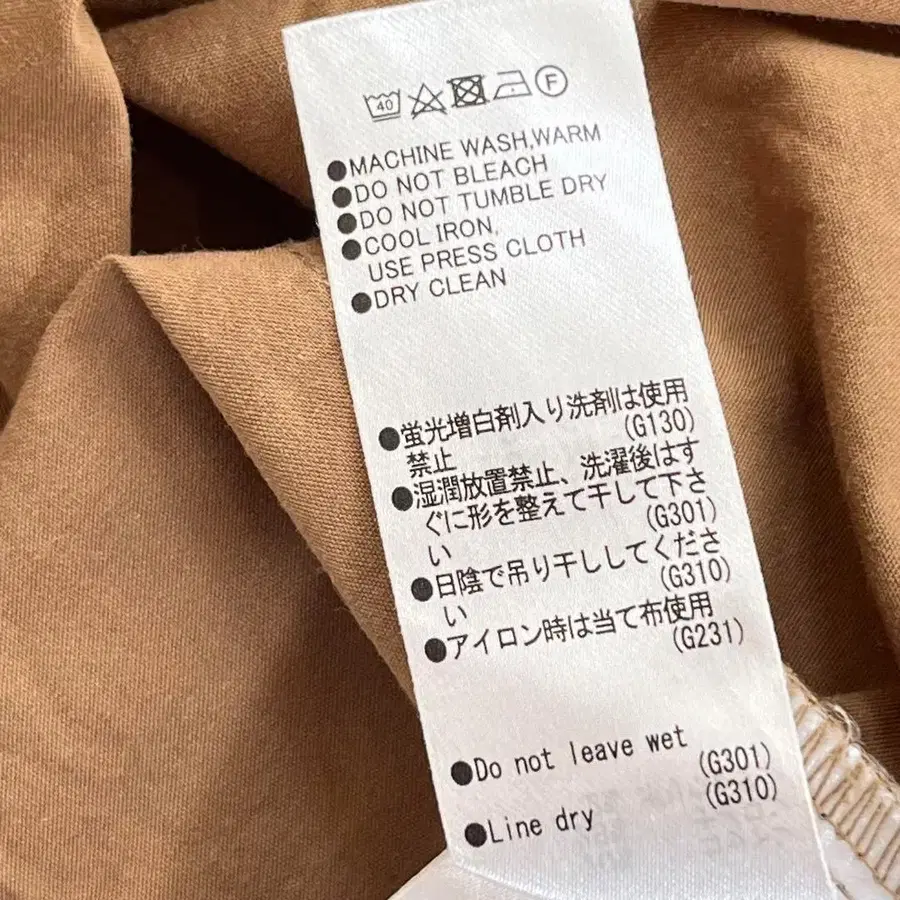 40 F
●MACHINE WASH,WARM
●DO NOT BLEACH
●DO NOT TUMBLE DRY
●COOL IRON,
USE PRESS CLOTH
●DRY CLEAN
●蛍光増白剤入り洗剤は使用
禁止 (G130)
●湿潤放置禁止、洗濯後はす
ぐに形を整えて干して下さ
い (G301)
●日陰で吊り干ししてくださ
い (G310)
●アイロン時は当て布使用
(G231)
●Do not leave wet
(G301)
●Line dry (G310)